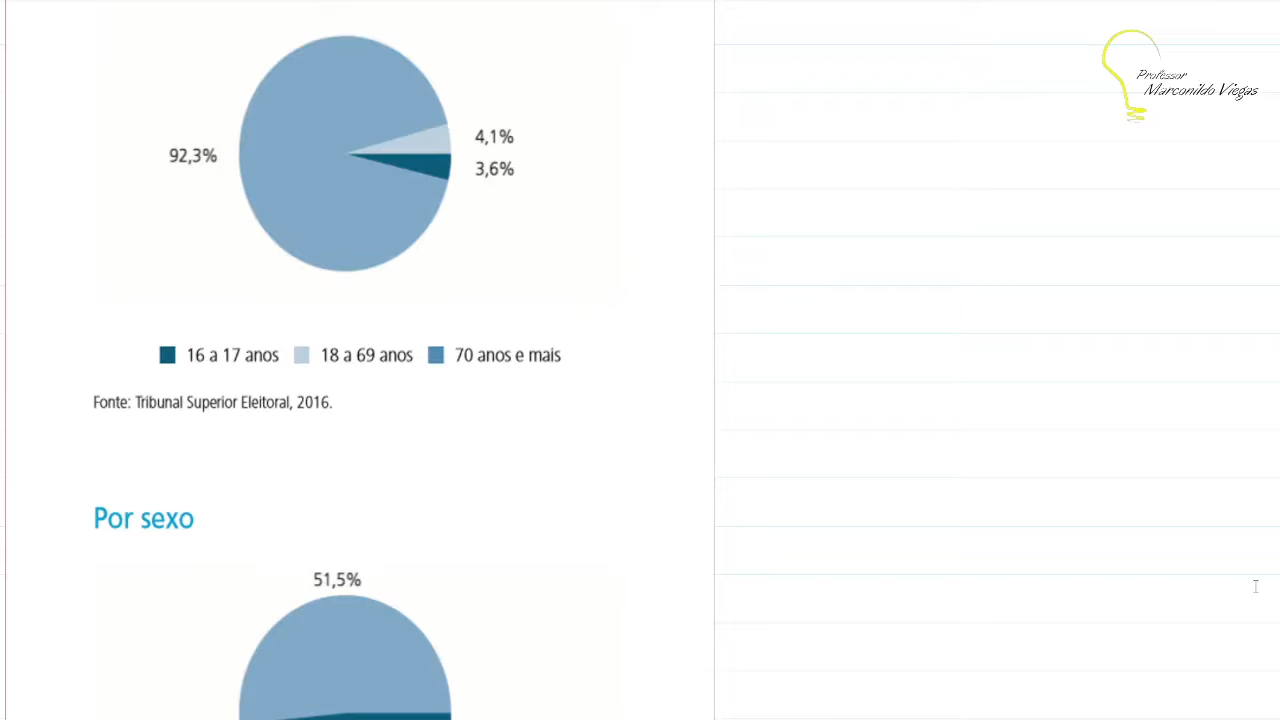 Professor
Marconildo Viegas
4,1%
92,3%
3,6%
16 a 17 anos 18 a 69 anos 70 anos e mais
Fonte: Tribunal Superior Eleitoral, 2016.
Por sexo
51,5%